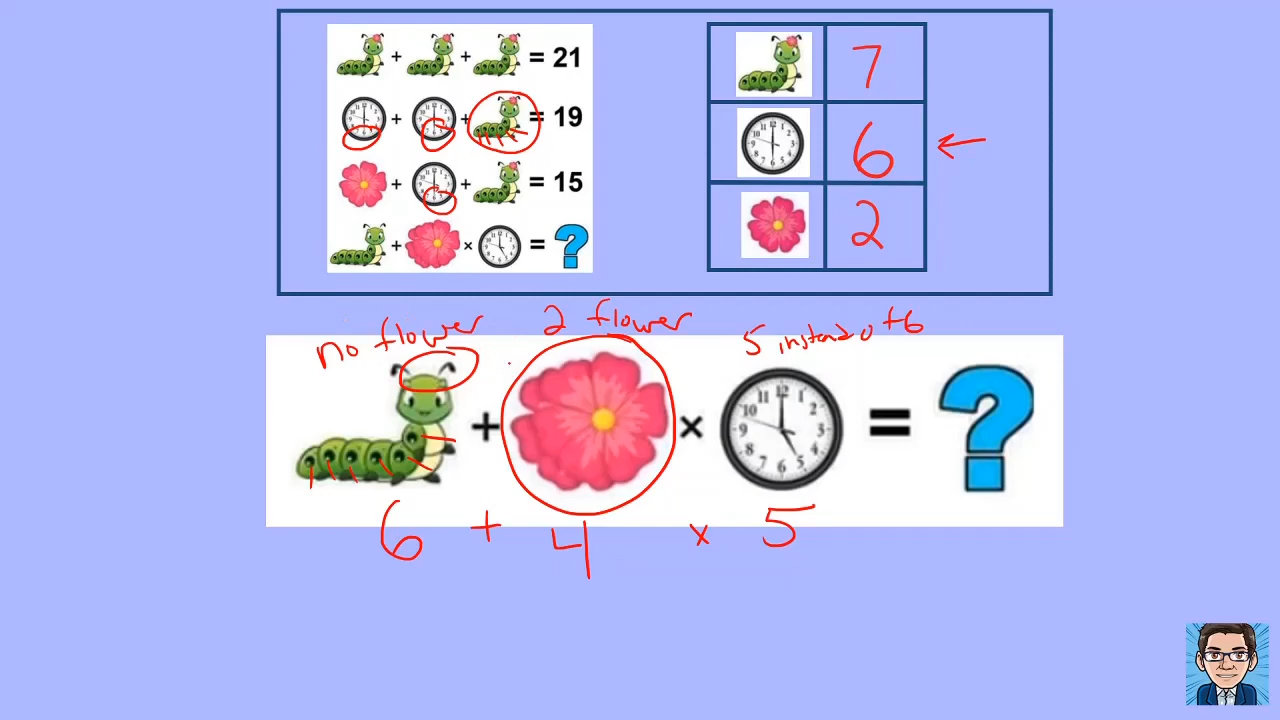 + + = 21
+ + = 19
+ + = 15
+ × = ?
7
6
2
no flower
2 flower
5 instead of 6
+ × = ?
6 + 4 x 5